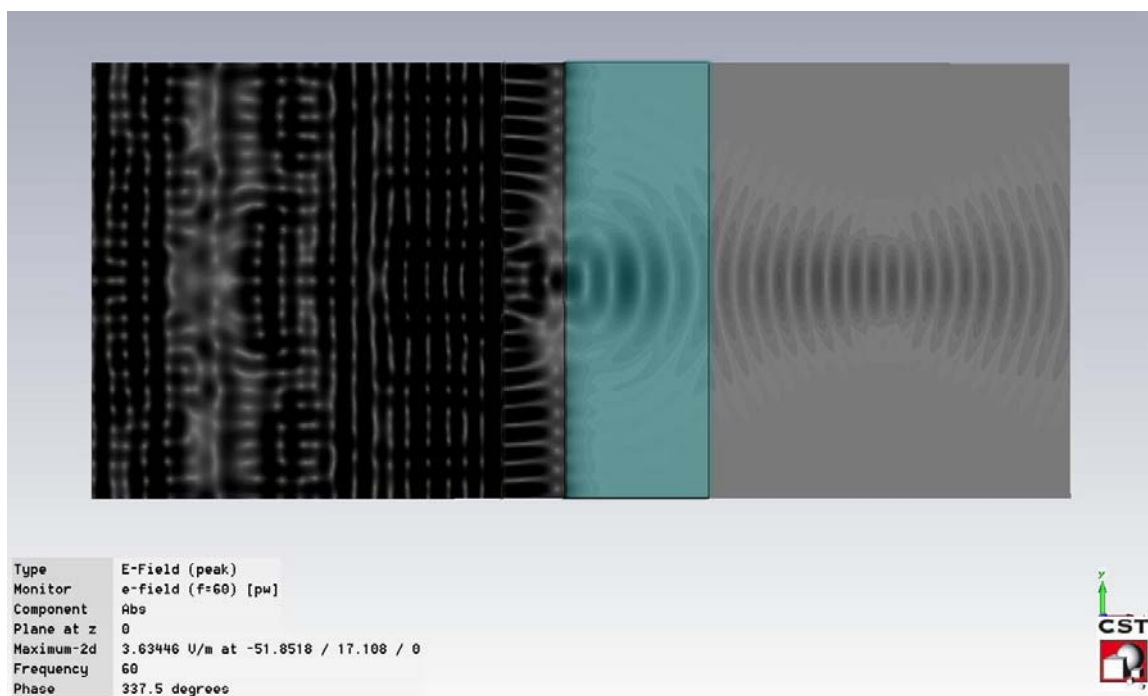 Type E-Field (peak)
Monitor e-field (f=60) [pw]
Component Abs
Plane at z 0
Maximum-2d 3.63446 V/m at -51.8518 / 17.108 / 0
Frequency 60
Phase 337.5 degrees
y
CST